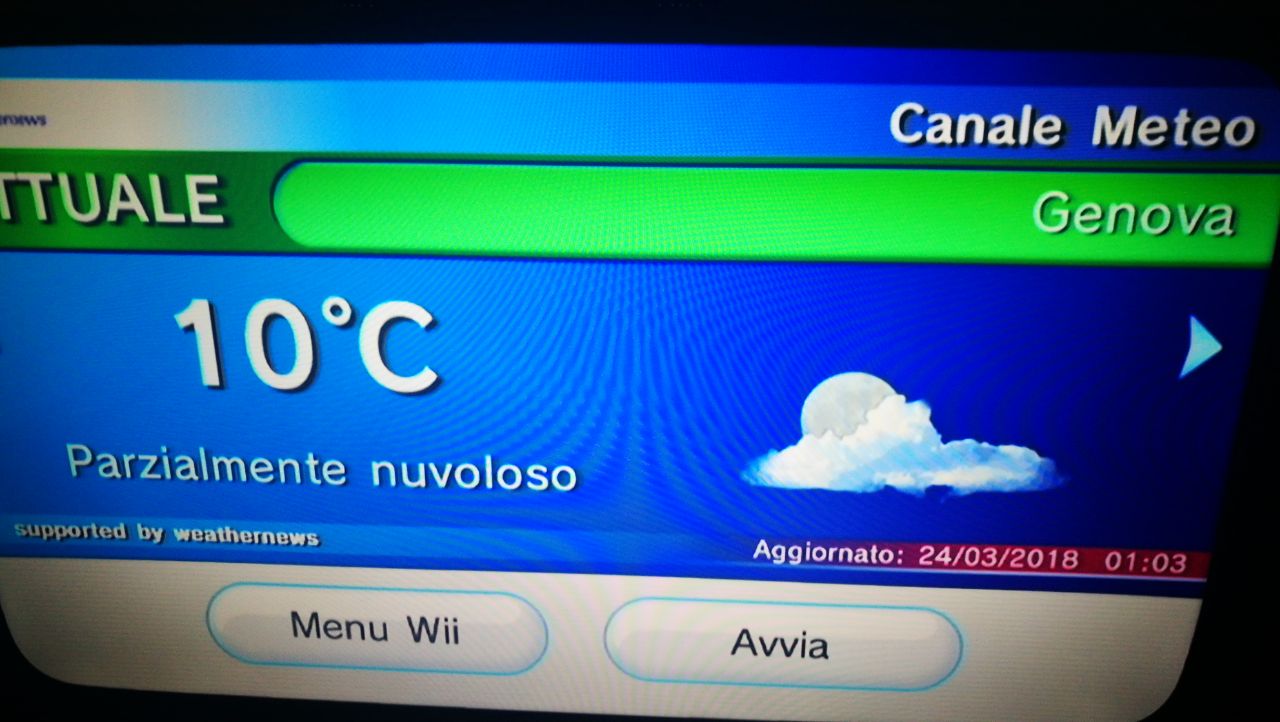 Canale Meteo
TTUALE
Genova
10°C
Parzialmente nuvoloso
supported by weathernews
Aggiornato: 24/03/2018 01:03
Menu Wii
Avvia